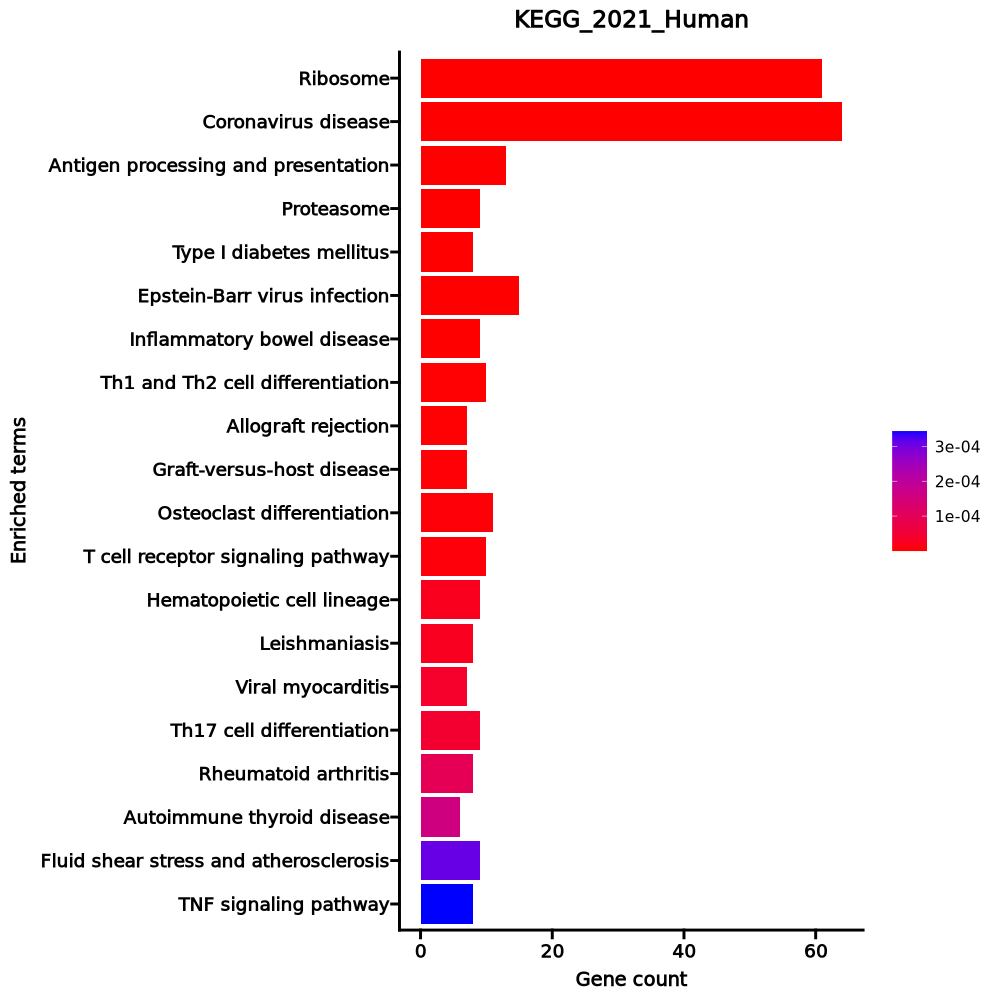 KEGG_2021_Human
Ribosome
Coronavirus disease
Antigen processing and presentation
Proteasome
Type I diabetes mellitus
Epstein-Barr virus infection
Inflammatory bowel disease
Th1 and Th2 cell differentiation
Allograft rejection
Graft-versus-host disease
Osteoclast differentiation
T cell receptor signaling pathway
Hematopoietic cell lineage
Leishmaniasis
Viral myocarditis
Th17 cell differentiation
Rheumatoid arthritis
Autoimmune thyroid disease
Fluid shear stress and atherosclerosis
TNF signaling pathway
Enriched terms
0 20 40 60
Gene count
3e-04
2e-04
1e-04